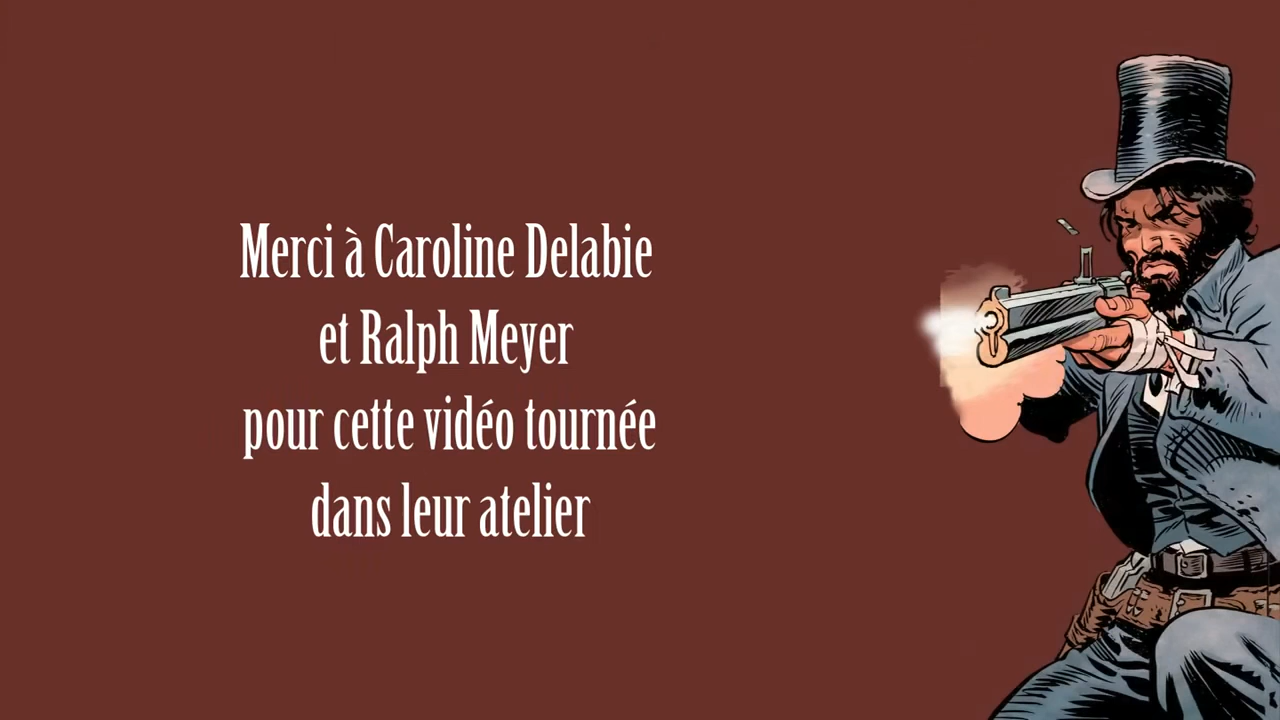 Merci à Caroline Delabie
et Ralph Meyer
pour cette vidéo tournée
dans leur atelier